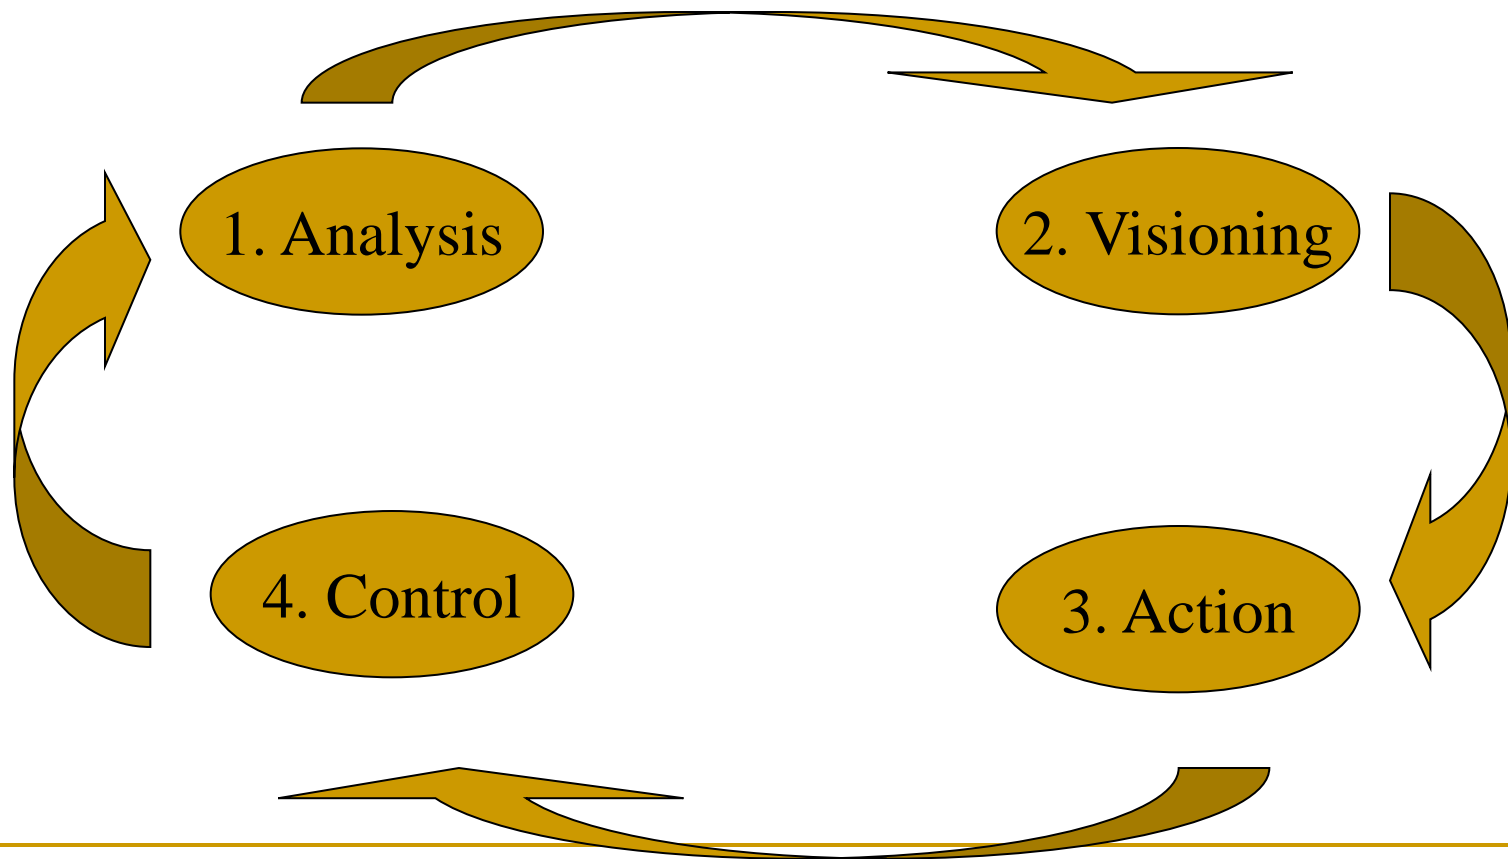 1. Analysis
2. Visioning
3. Action
4. Control